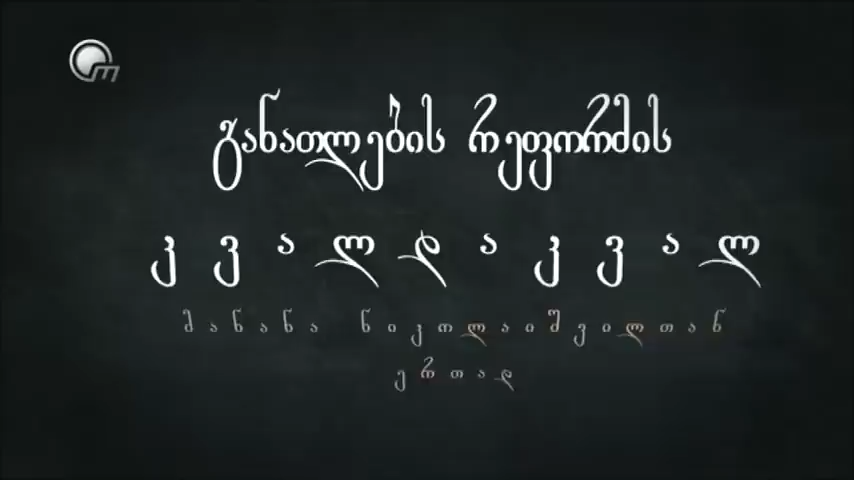 განათლების რეფორმის
კვალდაკვალ
მანანა ნიკოლაიშვილთან
ერთად